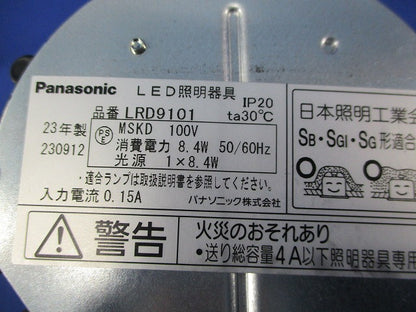 Panasonic LED照明器具
IP20
品番 LRD9101 ta30℃
23年製
230912
PS E
MSKD 100V
消費電力 8.4W 50/60Hz
光源 1×8.4W
・適合ランプは取扱説明書を参照してください。
入力電流 0.15A パナソニック株式会社
日本照明工業会
SB・SGI・SG形適合
警告
火災のおそれあり
・送り総容量4A以下照明器具専用